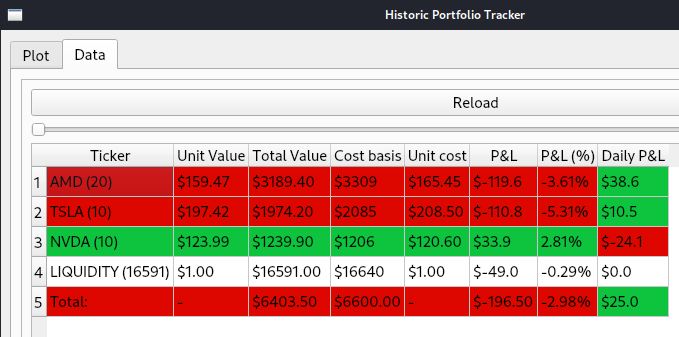 Historic Portfolio Tracker
Plot Data
Reload
Ticker Unit Value Total Value Cost basis Unit cost P&L P&L (%) Daily P&L
1 AMD (20) $159.47 $3189.40 $3309 $165.45 $-119.6 -3.61% $38.6
2 TSLA (10) $197.42 $1974.20 $2085 $208.50 $-110.8 -5.31% $10.5
3 NVDA (10) $123.99 $1239.90 $1206 $120.60 $33.9 2.81% $-24.1
4 LIQUIDITY (16591) $1.00 $16591.00 $16640 $1.00 $-49.0 -0.29% $0.0
5 Total: - $6403.50 $6600.00 - $-196.50 -2.98% $25.0